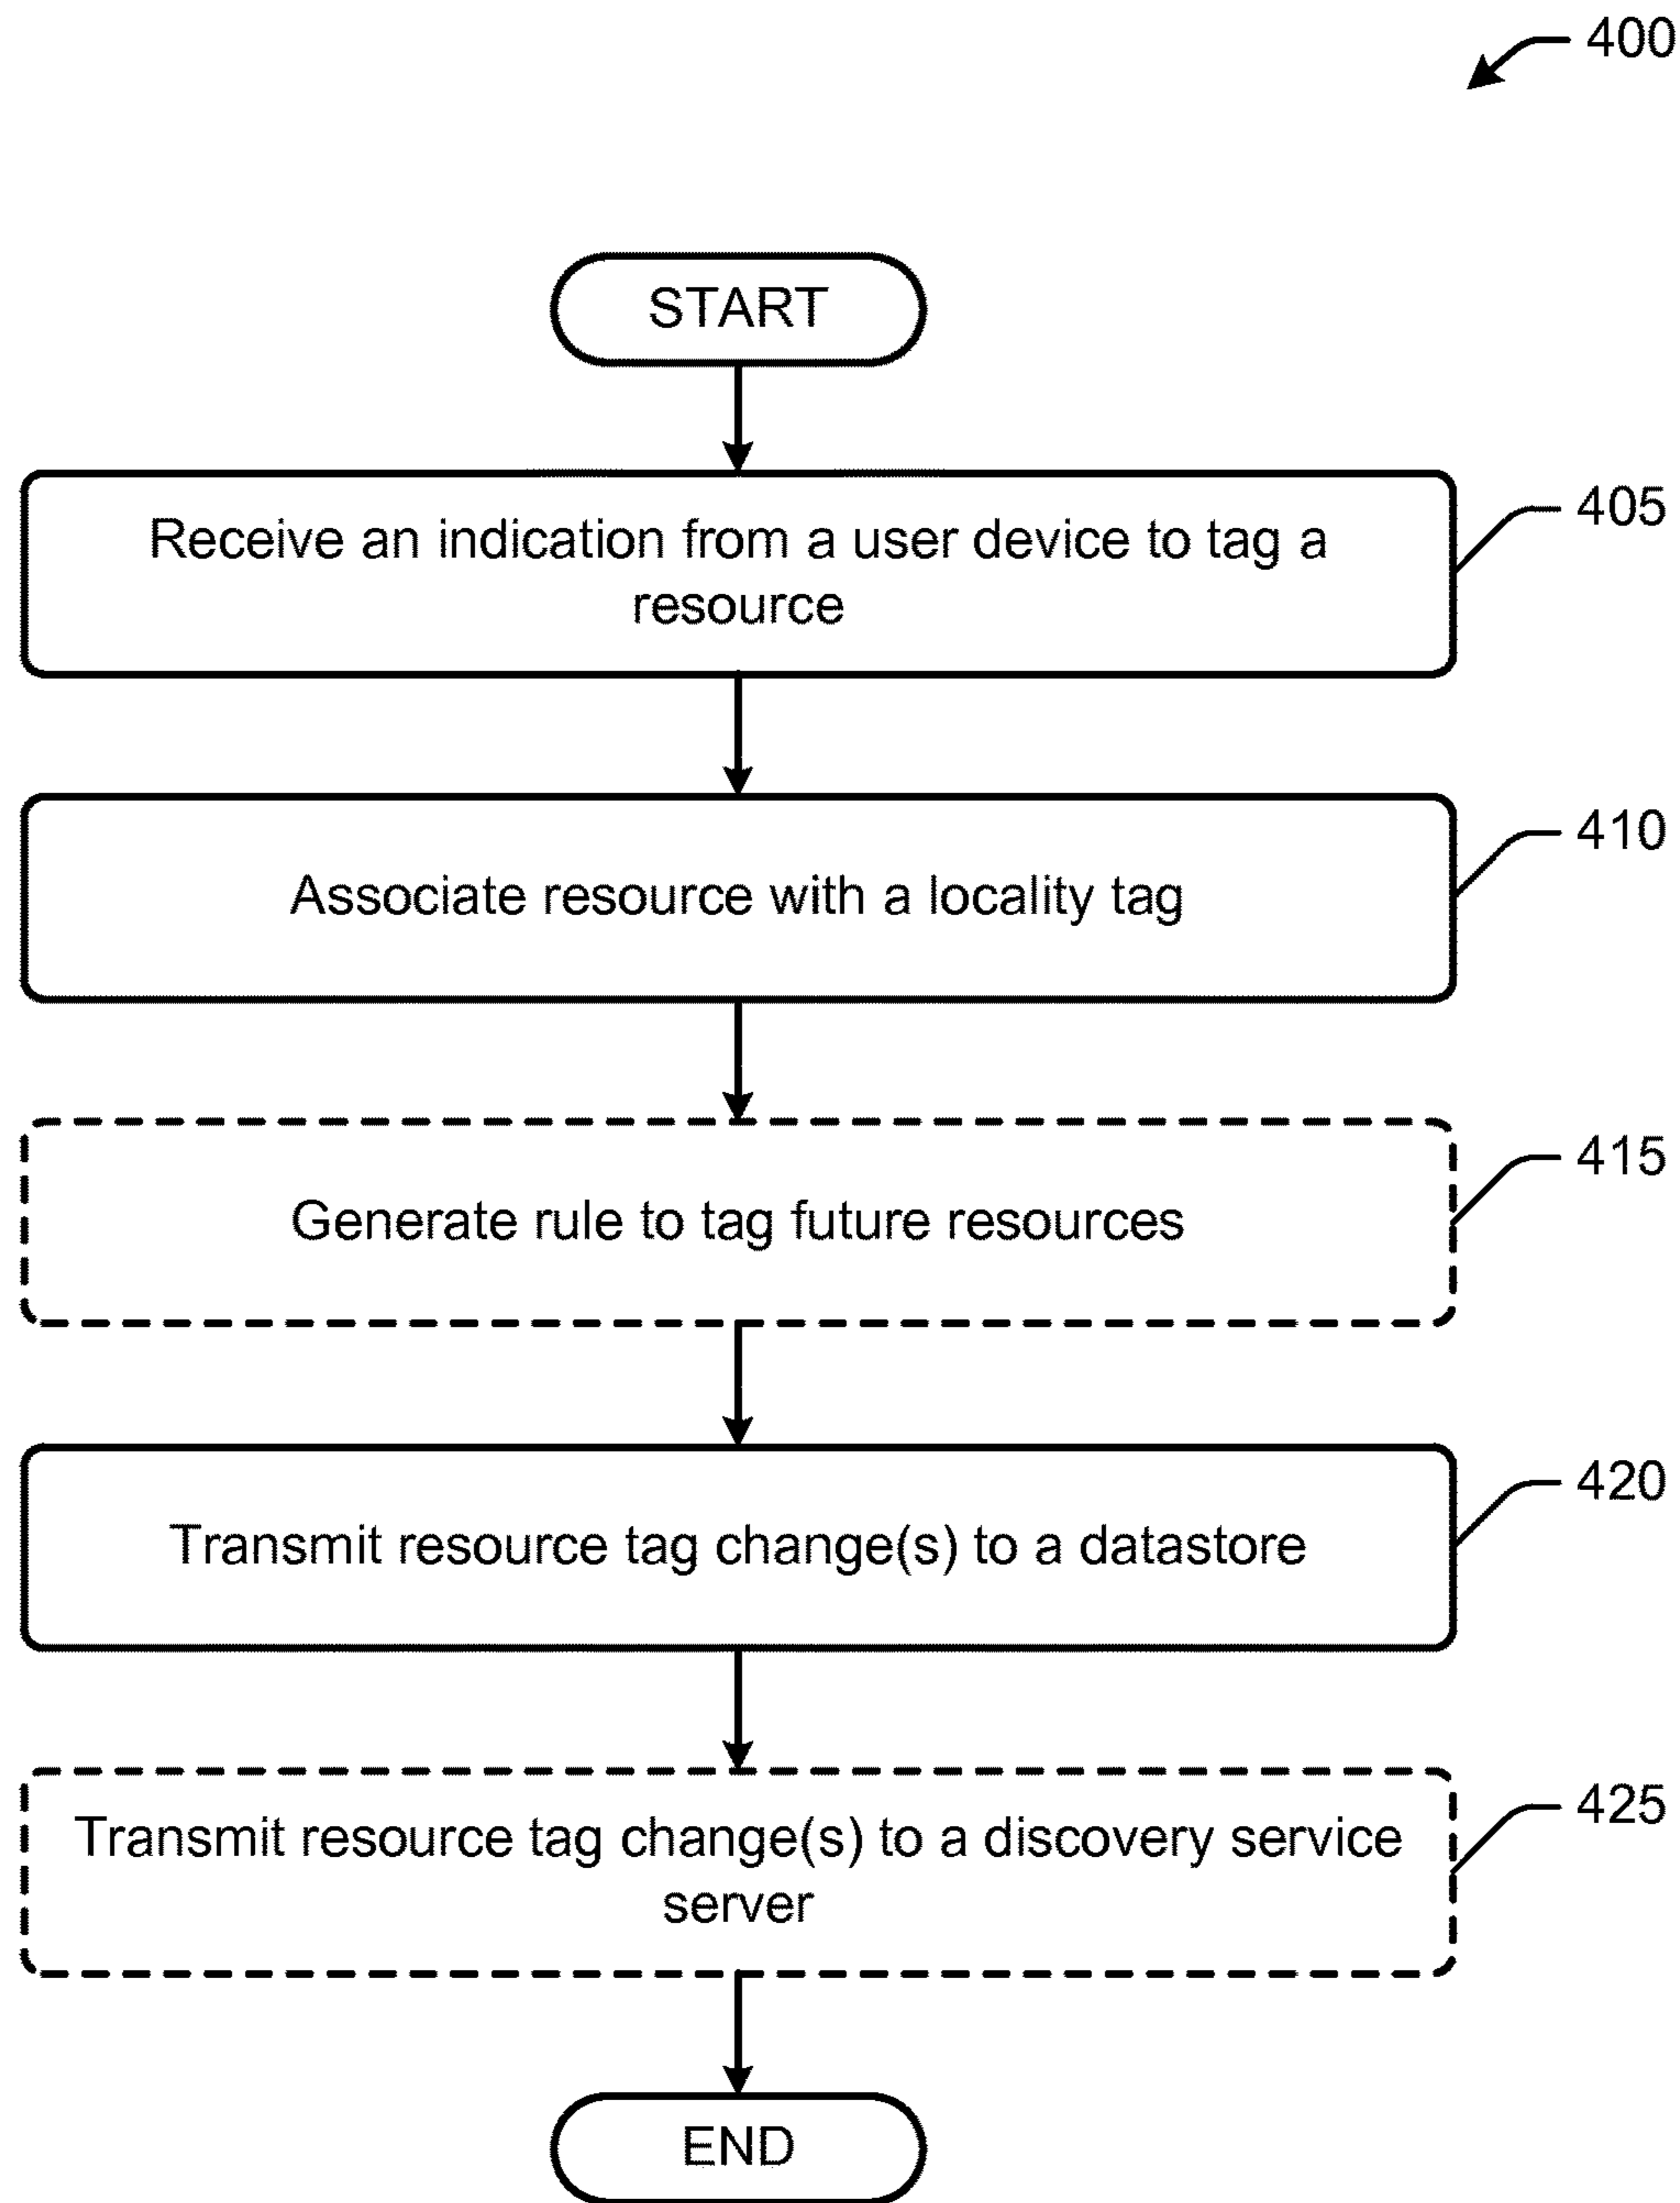 400
START
Receive an indication from a user device to tag a
resource
405
Associate resource with a locality tag
410
Generate rule to tag future resources
415
Transmit resource tag change(s) to a datastore
420
Transmit resource tag change(s) to a discovery service
server
425
END